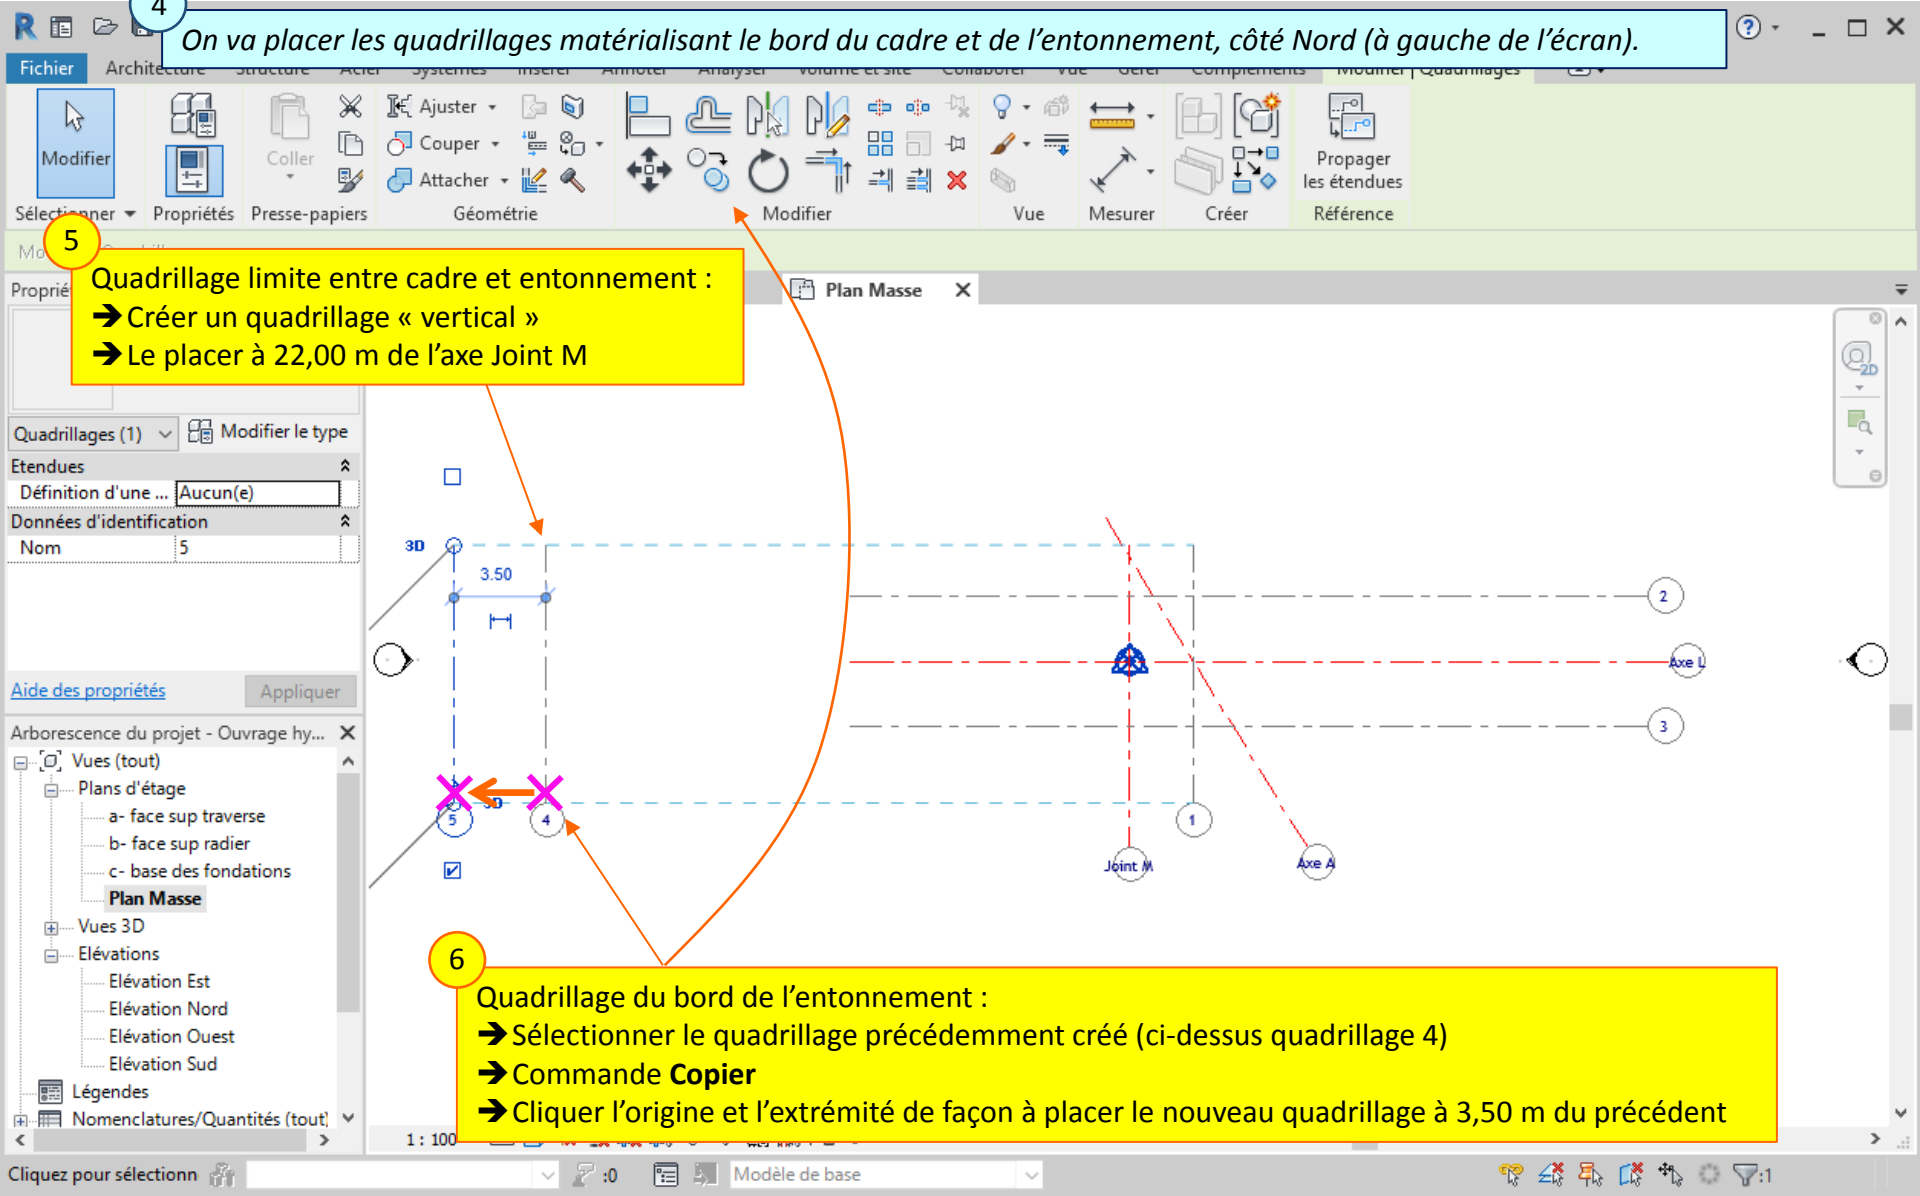 4
On va placer les quadrillages matérialisant le bord du cadre et de l’entonnement, côté Nord (à gauche de l’écran).
Fichier
Modifier
Coller
Ajuster
Couper
Attacher
Propager
les étendues
Sélectionner Propriétés Presse-papiers Géométrie Modifier Vue Mesurer Créer Référence
5
Quadrillage limite entre cadre et entonnement :
➔ Créer un quadrillage « vertical »
➔ Le placer à 22,00 m de l’axe Joint M
Plan Masse X
2D
Quadrillages (1) Modifier le type
Etendues
Définition d'une ... Aucun(e)
Données d'identification
Nom 5
Aide des propriétés Appliquer
3D
3.50
2
Axe L
3
3D
5
4
1
Joint M
Axe A
Arborescence du projet - Ouvrage hy... X
Vues (tout)
Plans d'étage
a- face sup traverse
b- face sup radier
c- base des fondations
Plan Masse
Vues 3D
Elévations
Elévation Est
Elévation Nord
Elévation Ouest
Elévation Sud
Légendes
Nomenclatures/Quantités (tout)
6
Quadrillage du bord de l’entonnement :
➔ Sélectionner le quadrillage précédemment créé (ci-dessus quadrillage 4)
➔ Commande Copier
➔ Cliquer l’origine et l’extrémité de façon à placer le nouveau quadrillage à 3,50 m du précédent
1 : 100
Cliquez pour sélectionn :0 Modèle de base :1